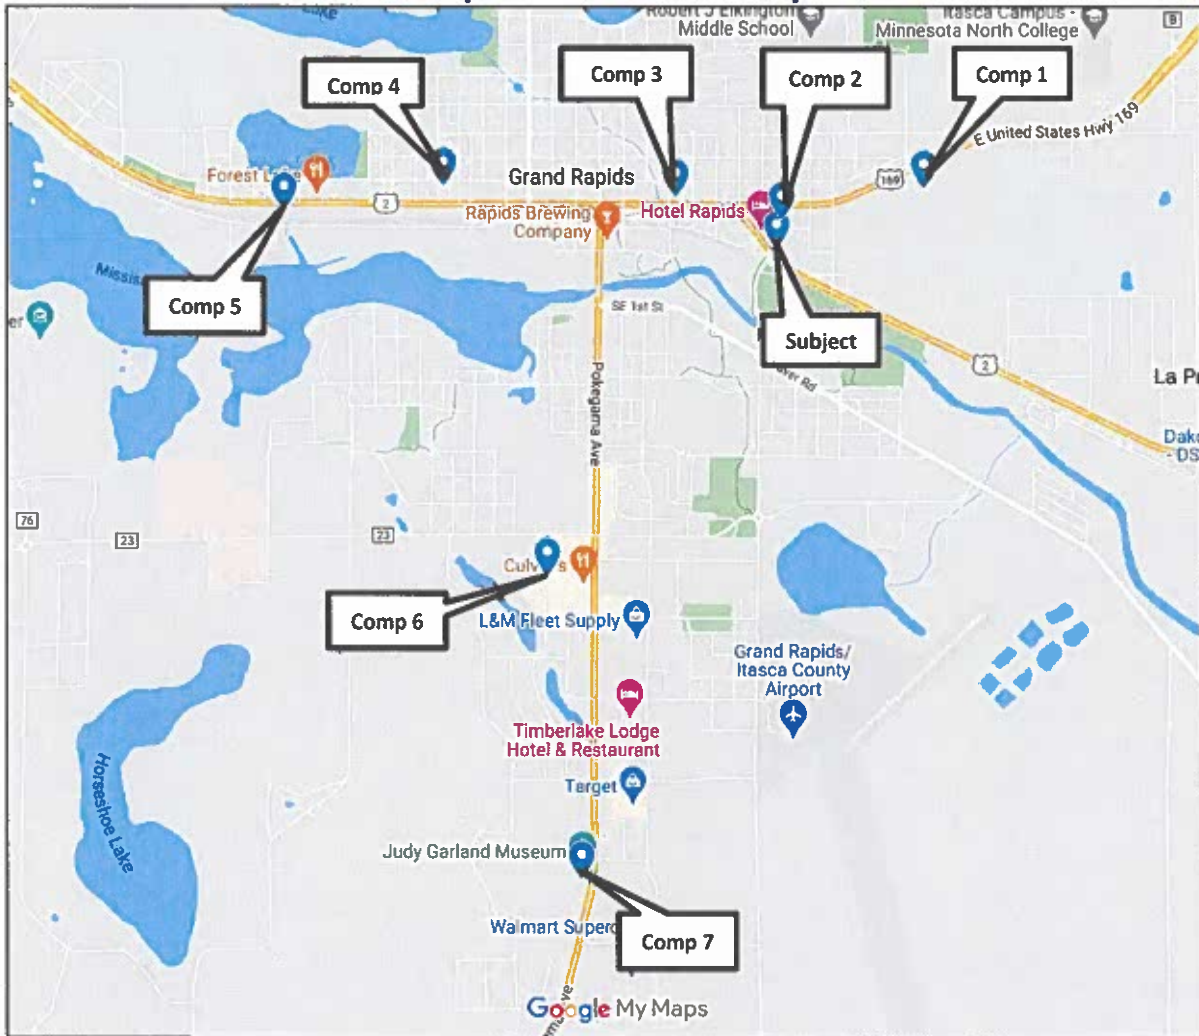 Lake
Robert J Elkington
Middle School
Itasca Campus -
Minnesota North College
B
Comp 4
Comp 3
Comp 2
Comp 1
E United States Hwy 169
169
Forest
Grand Rapids
2
Hotel Rapids
Rapids Brewing
Company
Comp 5
SE 1st St
Subject
2
Rd
La
Pokegama Ave
76
23
23
Comp 6
L&M Fleet Supply
Grand Rapids/
Itasca County
Airport
Timberlake Lodge
Hotel & Restaurant
Horseshoe Lake
Target
Judy Garland Museum
Walmart
Comp 7
Google My Maps